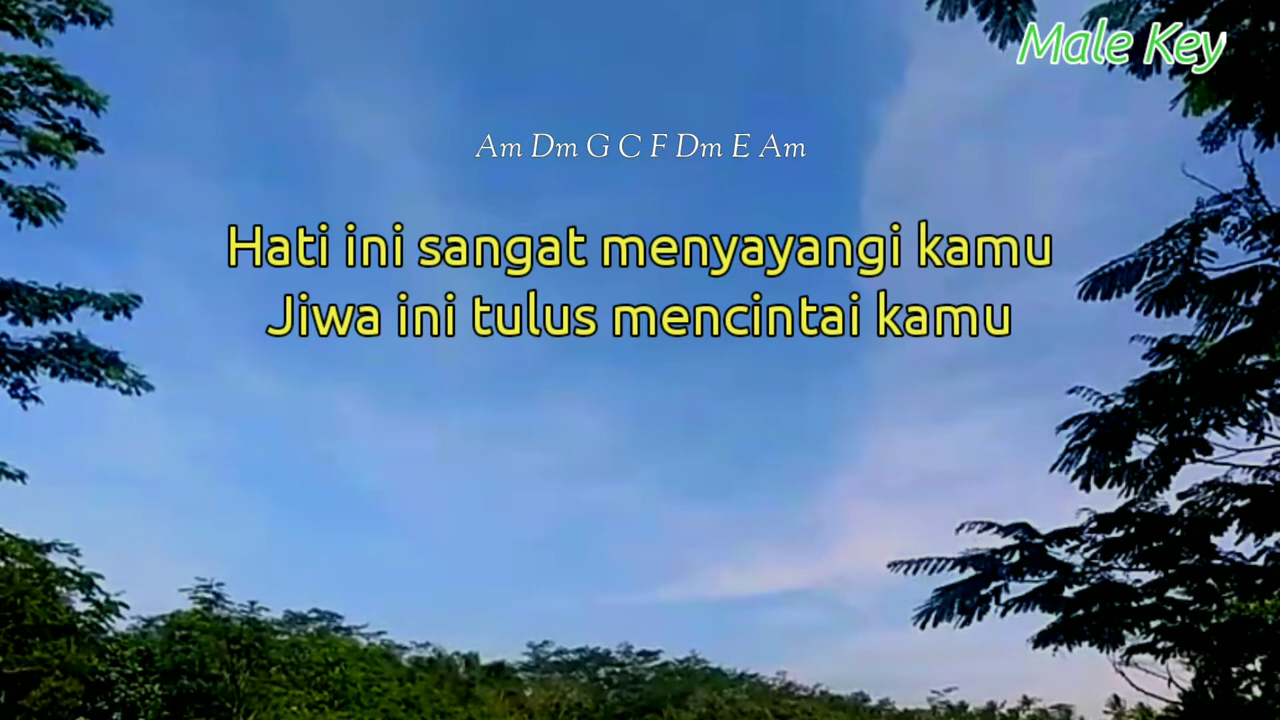 Male Key
Am Dm G C F Dm E Am
Hati ini sangat menyayangi kamu
Jiwa ini tulus mencintai kamu